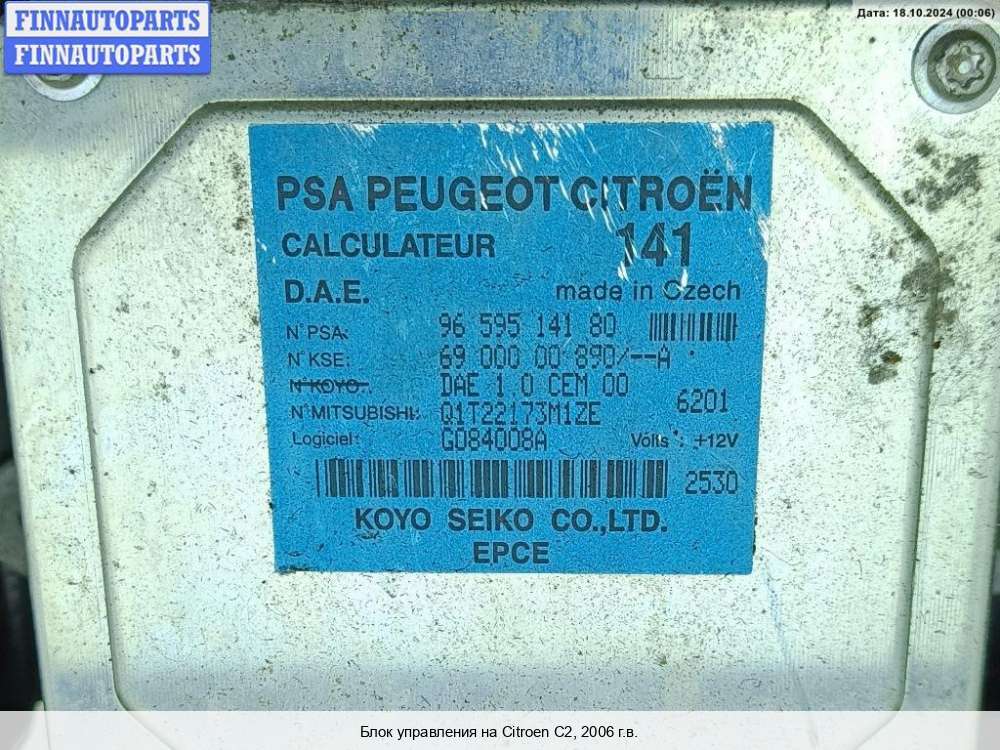 FINNAUTOPARTS
FINNAUTOPARTS
Дата: 18.10.2024 (00:06)
PSA PEUGEOT CITROËN
CALCULATEUR 141
D.A.E. made in Czech
N°PSA: 96 595 141 80
N°KSE: 69 000 00 890/--A
N°KOYO: DAE 1.0 CEM 00
6201
N°MITSUBISHI: Q1T22173M1ZE
Logiciel: G084008A Volts : +12V
2530
KOYO SEIKO CO.,LTD.
EPCE
Блок управления на Citroen C2, 2006 г.в.